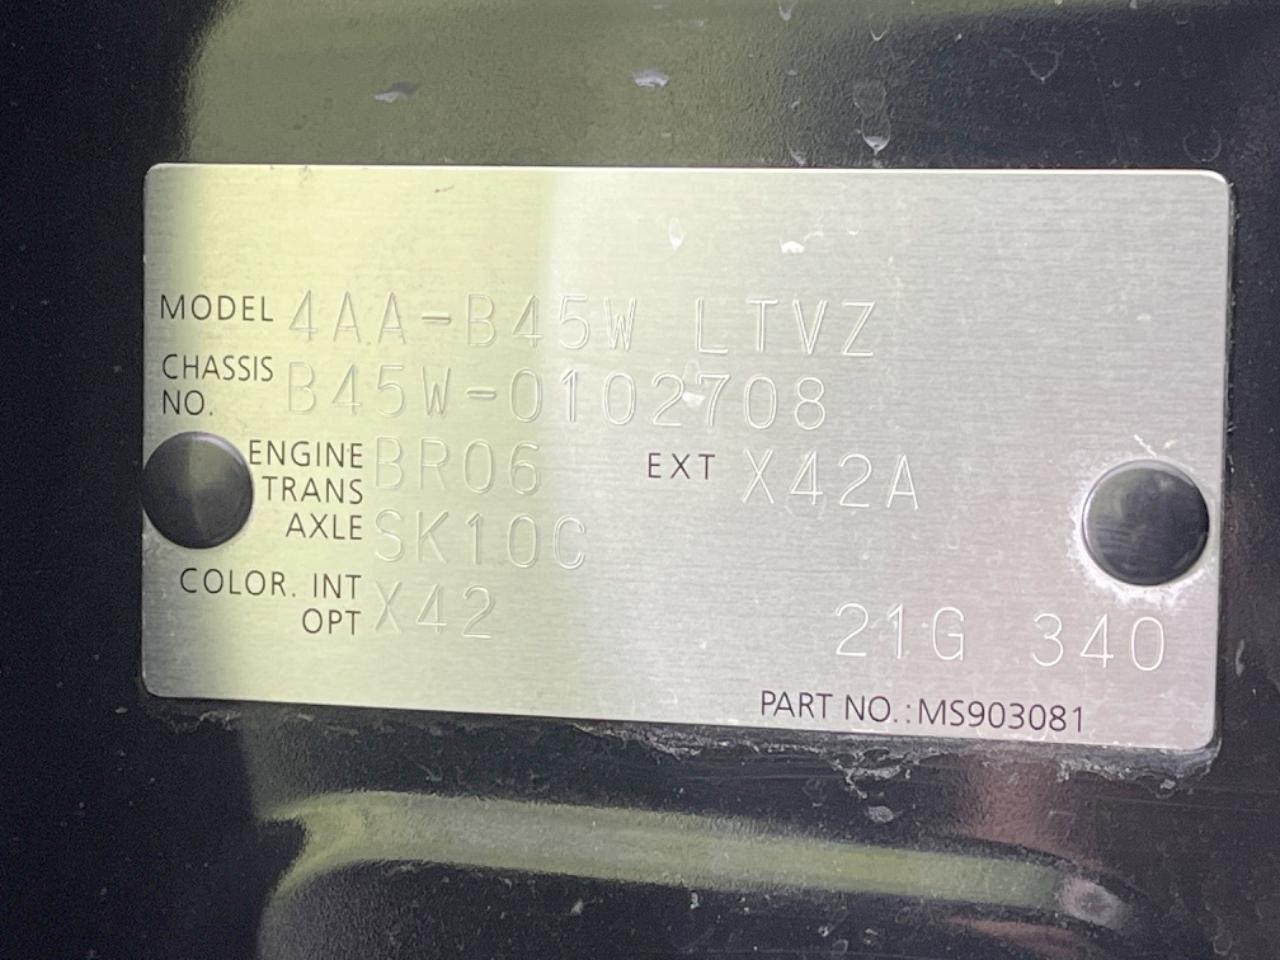 MODEL 4AA-B45W LTVZ
CHASSIS NO. B45W-0102708
ENGINE BR06 EXT X42A
TRANS AXLE SK10C
COLOR. INT X42
OPT 21G 340
PART NO.:MS903081